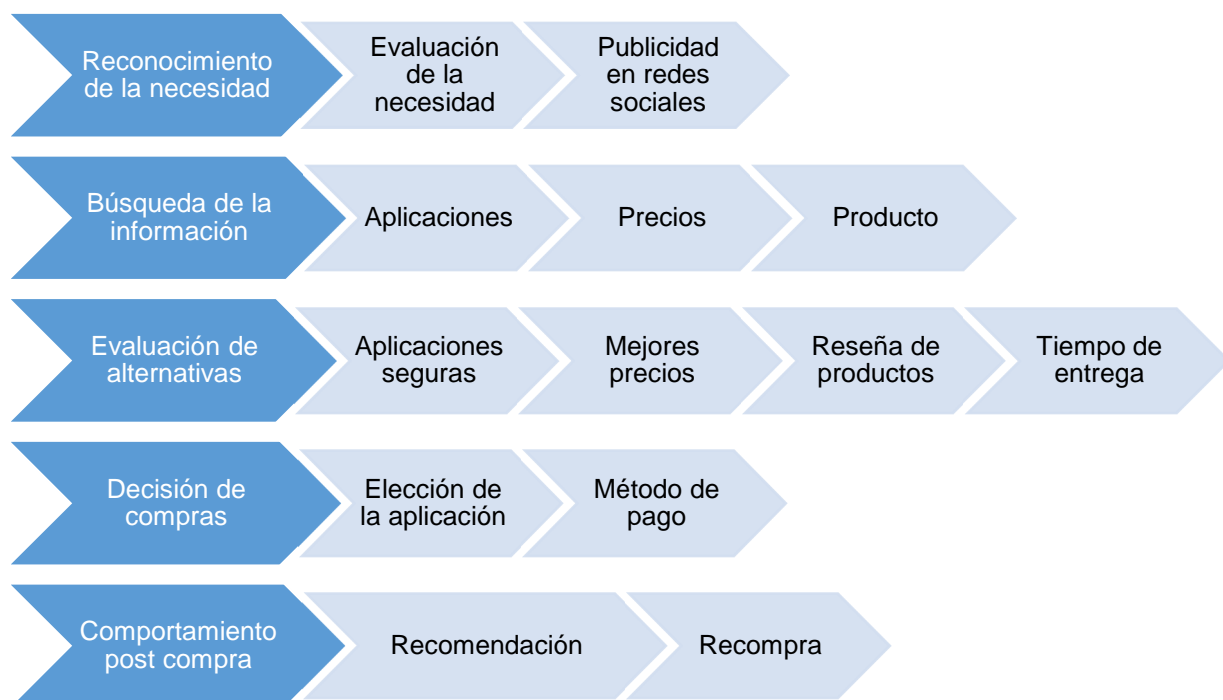 Reconocimiento
de la necesidad
Evaluación
de la
necesidad
Publicidad
en redes
sociales
Búsqueda de la
información
Aplicaciones
Precios
Producto
Evaluación de
alternativas
Aplicaciones
seguras
Mejores
precios
Reseña de
productos
Tiempo de
entrega
Decisión de
compras
Elección de
la aplicación
Método de
pago
Comportamiento
post compra
Recomendación
Recompra